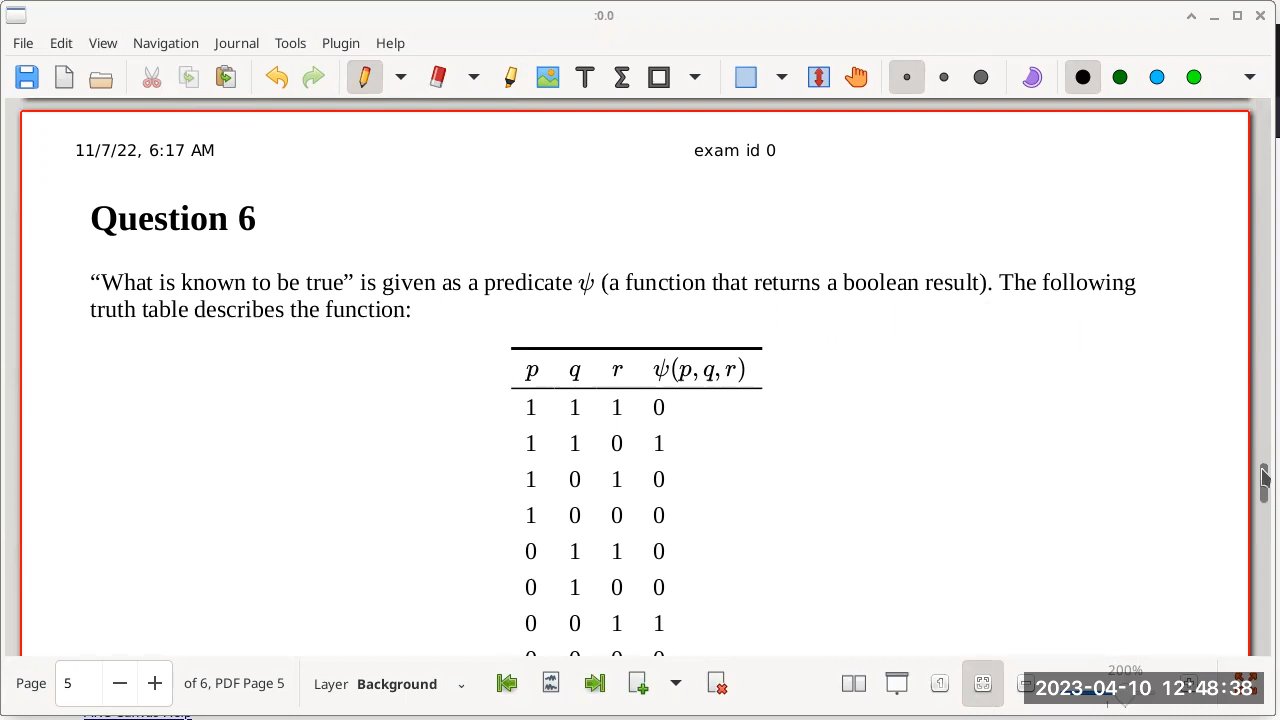 :0.0
File Edit View Navigation Journal Tools Plugin Help
11/7/22, 6:17 AM exam id 0
Question 6
“What is known to be true” is given as a predicate ψ (a function that returns a boolean result). The following
truth table describes the function:
p q r ψ(p, q, r)
1 1 1 0
1 1 0 1
1 0 1 0
1 0 0 0
0 1 1 0
0 1 0 0
0 0 1 1
Page 5 of 6, PDF Page 5 Layer Background 200%
2023-04-10 12:48:38